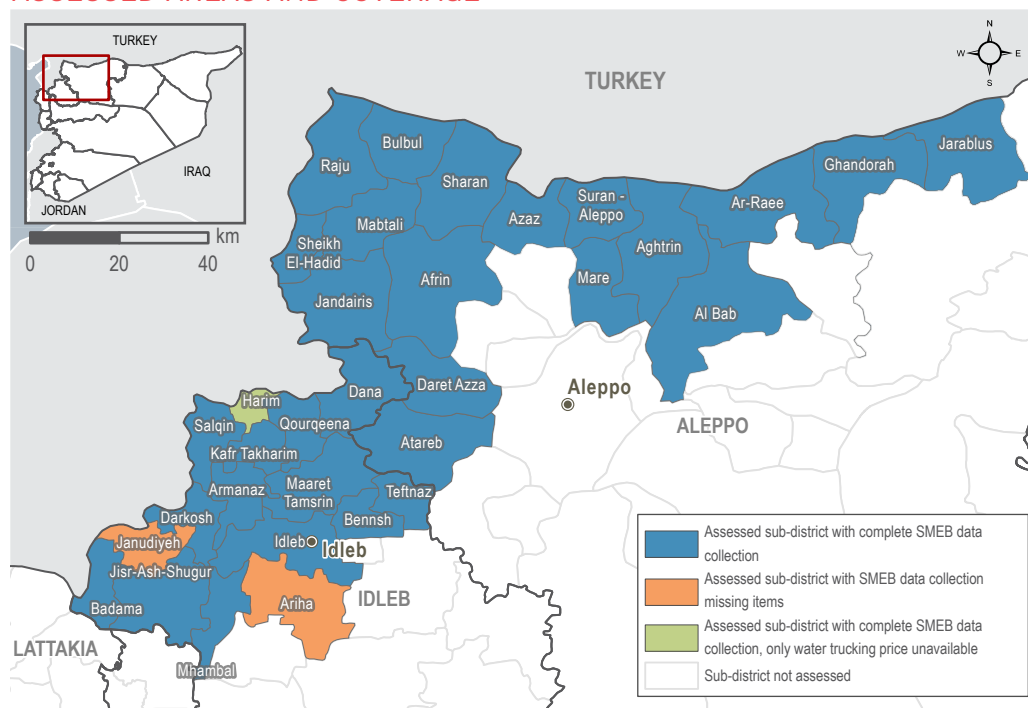 ASSESSED AREAS AND COVERAGE
TURKEY
IRAQ
JORDAN
km
0 20 40
N
W E
S
TURKEY
Jarablus
Ghandorah
Bulbul
Raju
Sharan
Suran -
Aleppo
Ar-Raee
Azaz
Mabtali
Aghtrin
Sheikh
El-Hadid
Afrin
Mare
Jandairis
Al Bab
Dana
Daret Azza
Aleppo
Harim
Salqin
Qourqeena
ALEPPO
Atareb
Kafr Takharim
Armanaz
Maaret
Tamsrin
Teftnaz
Darkosh
Bennsh
Janudiyeh
Idleb
Idleb
Jisr-Ash-Shugur
Ariha
IDLEB
Badama
LATTAKIA
Mhambal
Assessed sub-district with complete SMEB data
collection
Assessed sub-district with SMEB data collection
missing items
Assessed sub-district with complete SMEB data
collection, only water trucking price unavailable
Sub-district not assessed